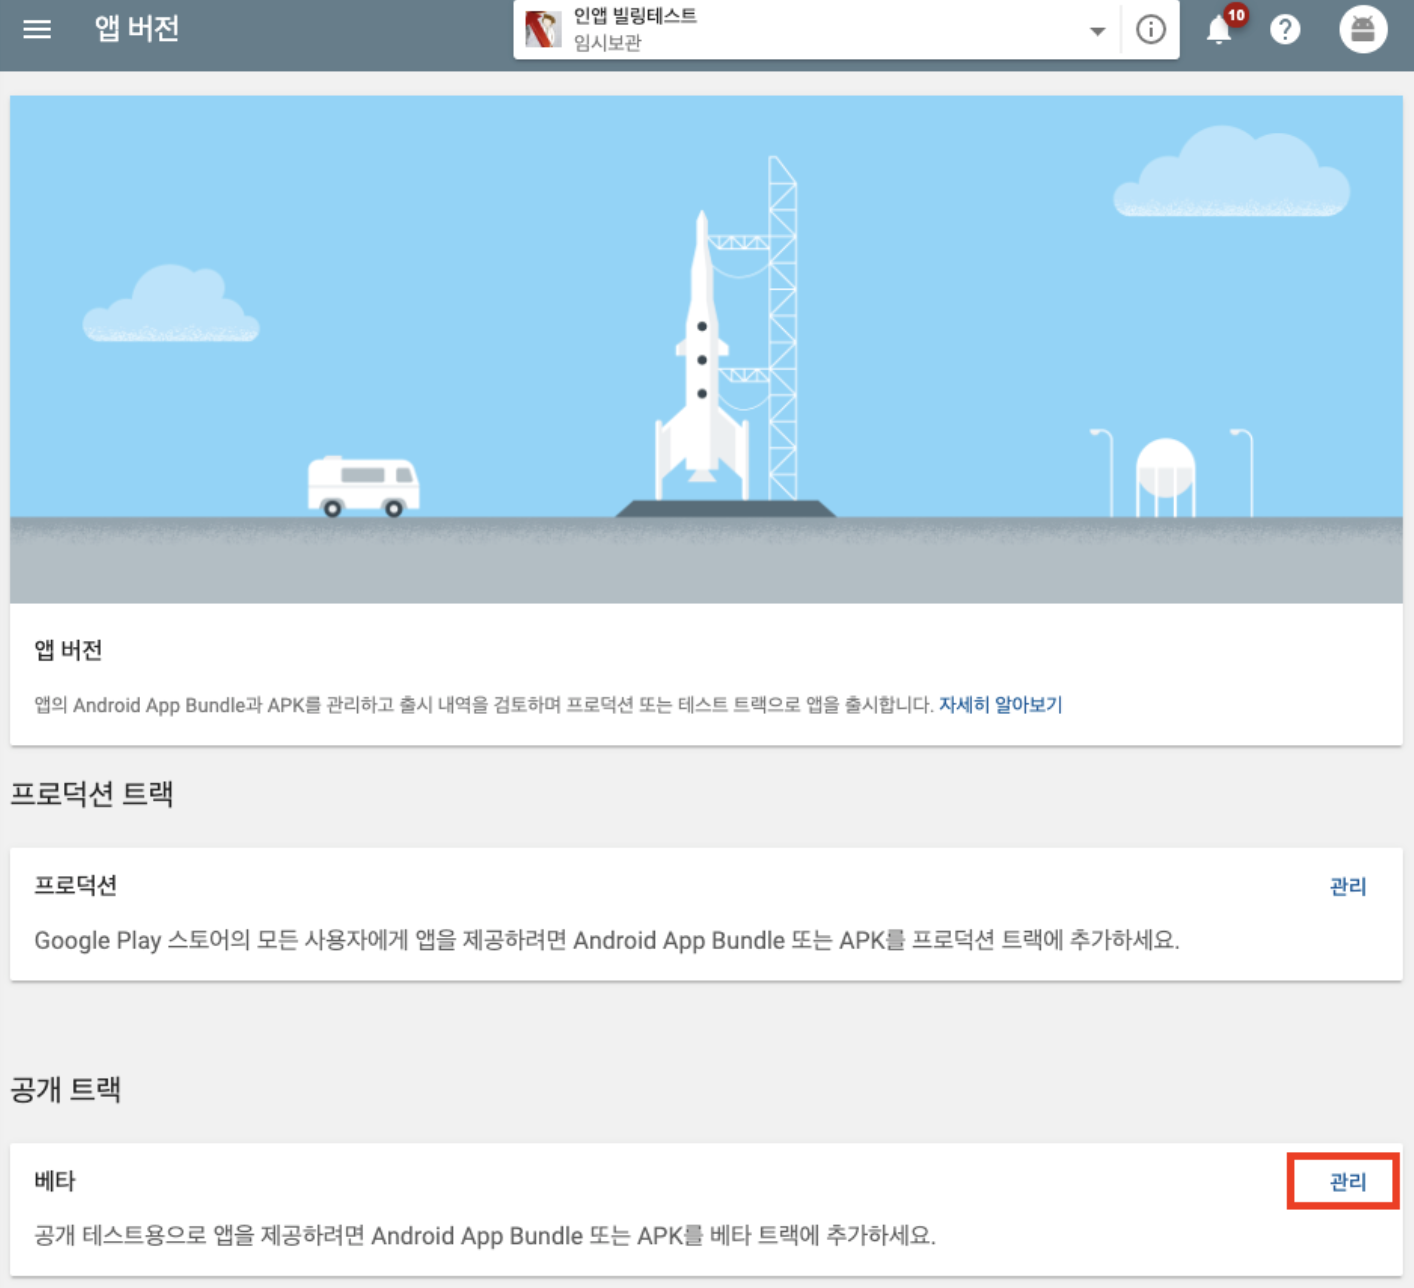 앱 버전
인앱 빌링테스트
임시보관
10
앱 버전
앱의 Android App Bundle과 APK를 관리하고 출시 내역을 검토하며 프로덕션 또는 테스트 트랙으로 앱을 출시합니다. 자세히 알아보기
프로덕션 트랙
프로덕션
관리
Google Play 스토어의 모든 사용자에게 앱을 제공하려면 Android App Bundle 또는 APK를 프로덕션 트랙에 추가하세요.
공개 트랙
베타
관리
공개 테스트용으로 앱을 제공하려면 Android App Bundle 또는 APK를 베타 트랙에 추가하세요.